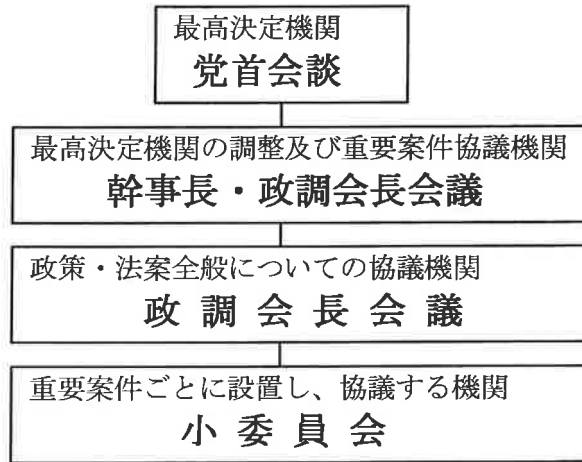 最高決定機関
党首会談
最高決定機関の調整及び重要案件協議機関
幹事長・政調会長会議
政策・法案全般についての協議機関
政調会長会議
重要案件ごとに設置し、協議する機関
小委員会